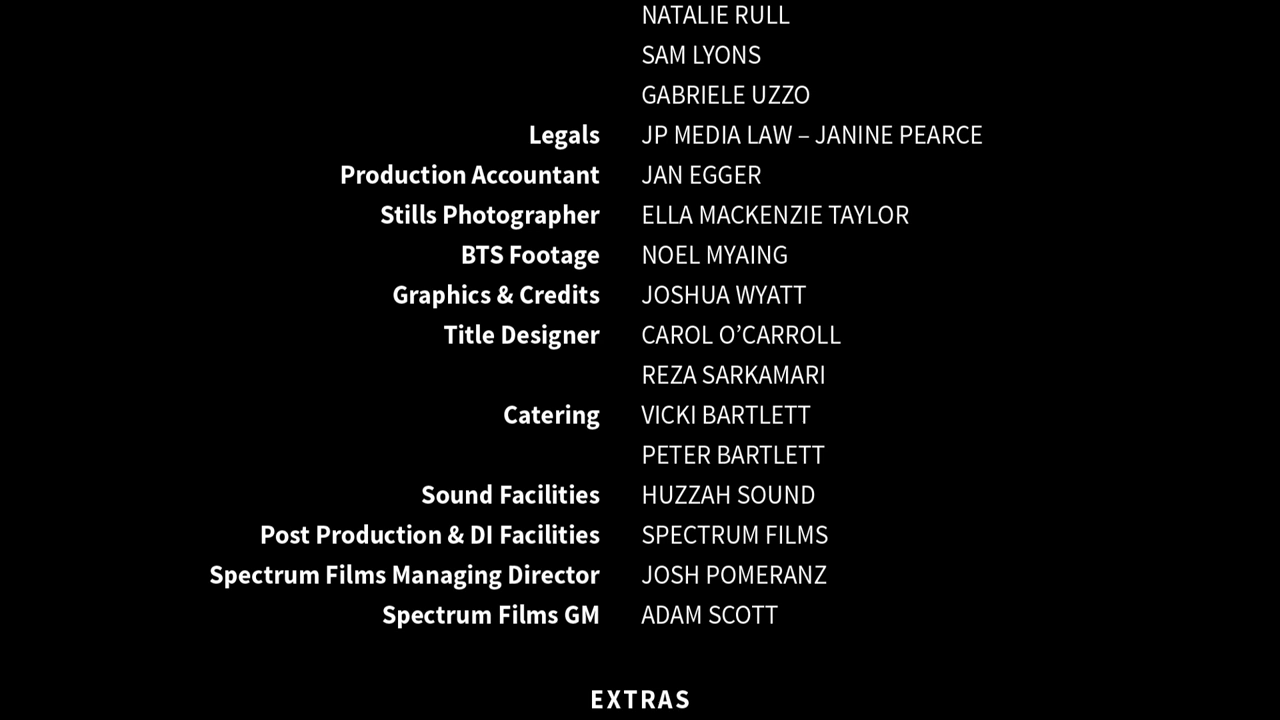 NATALIE RULL
SAM LYONS
GABRIELE UZZO
Legals JP MEDIA LAW – JANINE PEARCE
Production Accountant JAN EGGER
Stills Photographer ELLA MACKENZIE TAYLOR
BTS Footage NOEL MYAING
Graphics & Credits JOSHUA WYATT
Title Designer CAROL O’CARROLL
REZA SARKAMARI
Catering VICKI BARTLETT
PETER BARTLETT
Sound Facilities HUZZAH SOUND
Post Production & DI Facilities SPECTRUM FILMS
Spectrum Films Managing Director JOSH POMERANZ
Spectrum Films GM ADAM SCOTT
EXTRAS